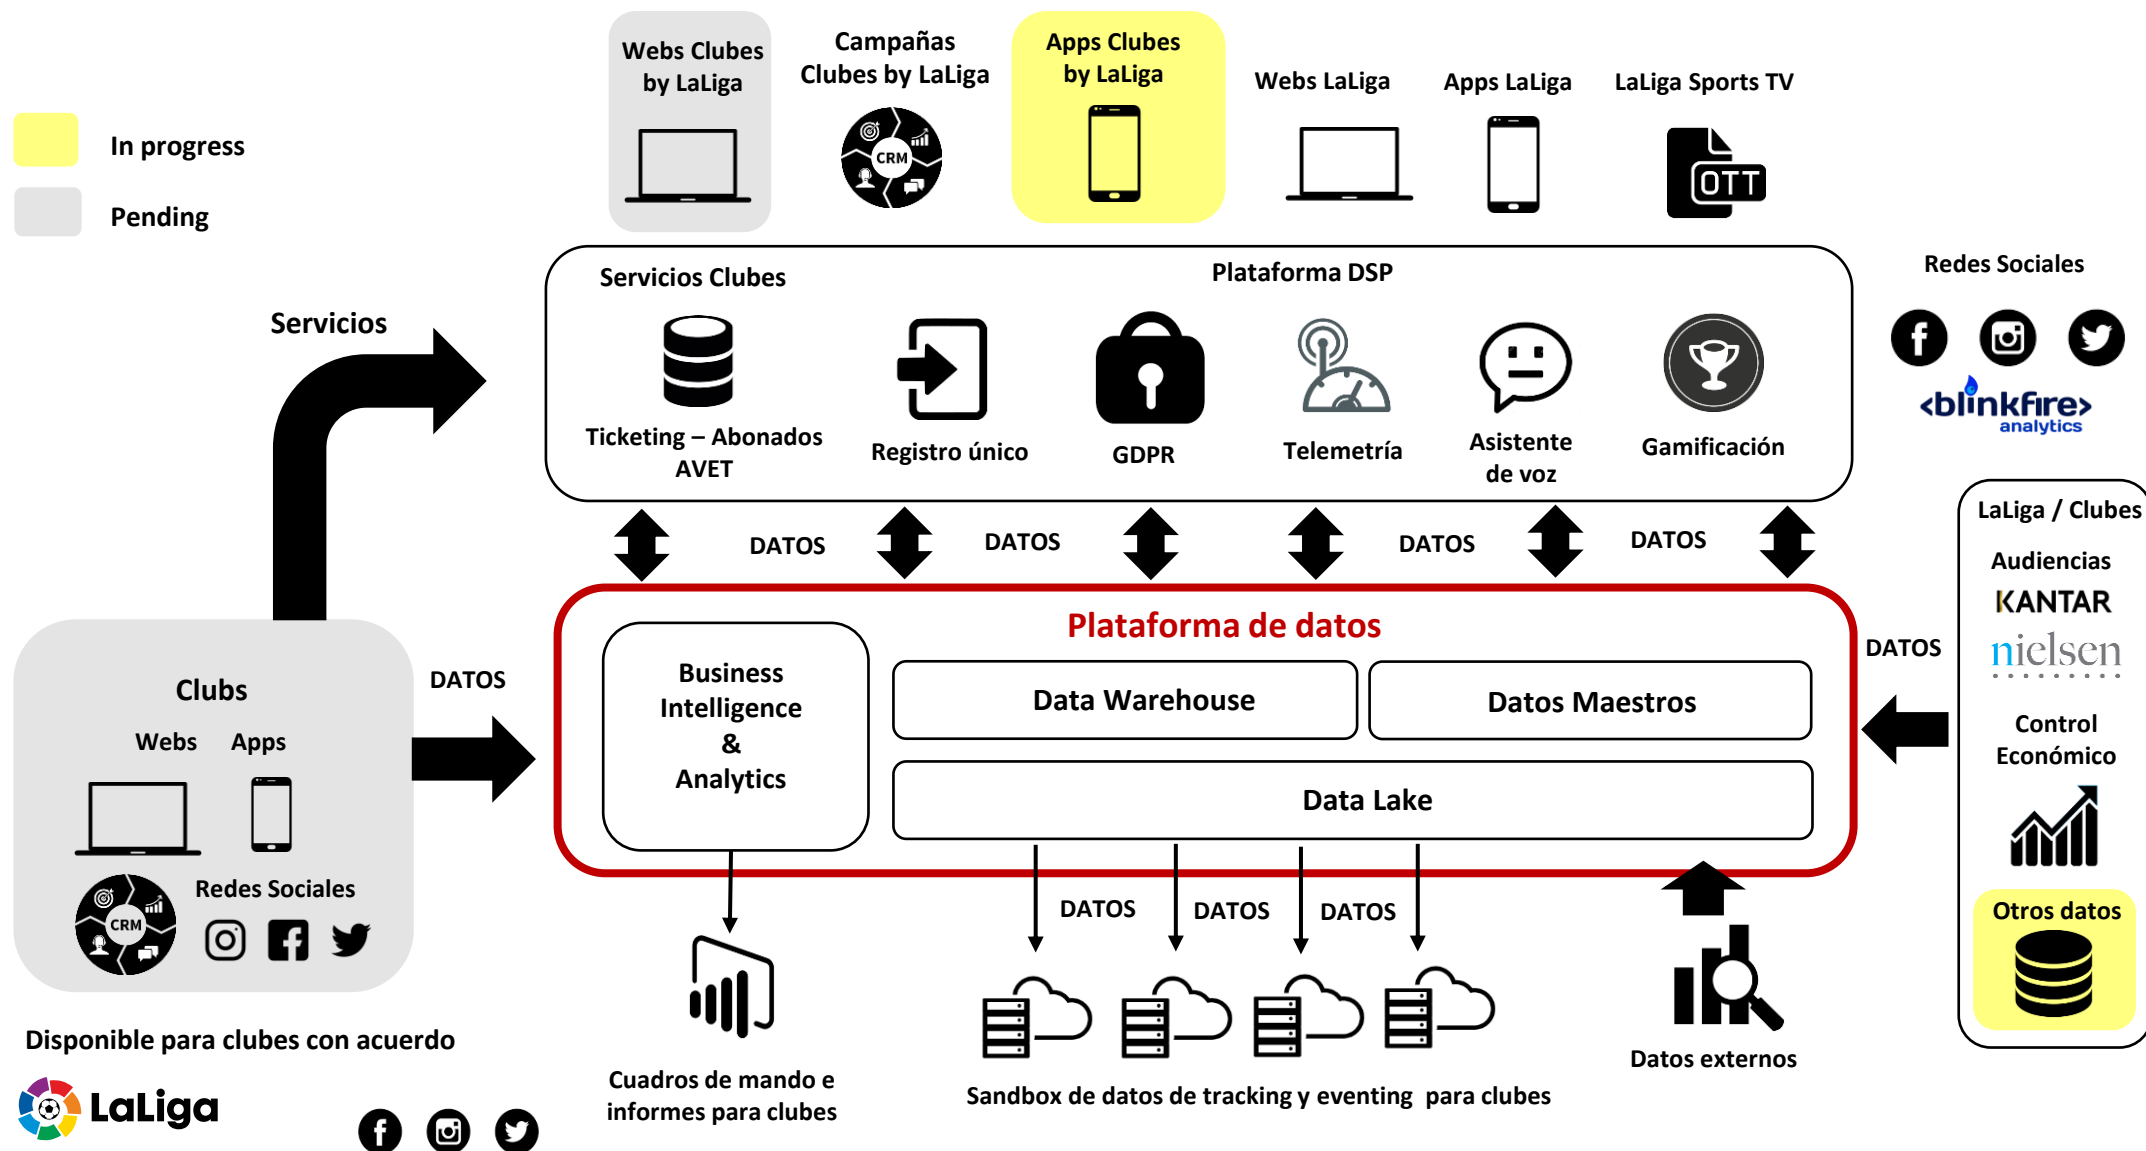 Webs Clubes
by LaLiga
Campañas
Clubes by LaLiga
Apps Clubes
by LaLiga
Webs LaLiga
Apps LaLiga
LaLiga Sports TV
CRM
OTT
In progress
Pending
Servicios Clubes
Plataforma DSP
Redes Sociales
Servicios
<blinkfire>
analytics
Ticketing – Abonados
AVET
Registro único
GDPR
Telemetría
Asistente
de voz
Gamificación
DATOS
DATOS
DATOS
DATOS
LaLiga / Clubes
Audiencias
KANTAR
nielsen
Control
Económico
Otros datos
DATOS
Plataforma de datos
Business
Intelligence
&
Analytics
Data Warehouse
Datos Maestros
Data Lake
Clubs
Webs
Apps
DATOS
Redes Sociales
CRM
DATOS
DATOS
DATOS
Disponible para clubes con acuerdo
LaLiga
Cuadros de mando e
informes para clubes
Sandbox de datos de tracking y eventing para clubes
Datos externos